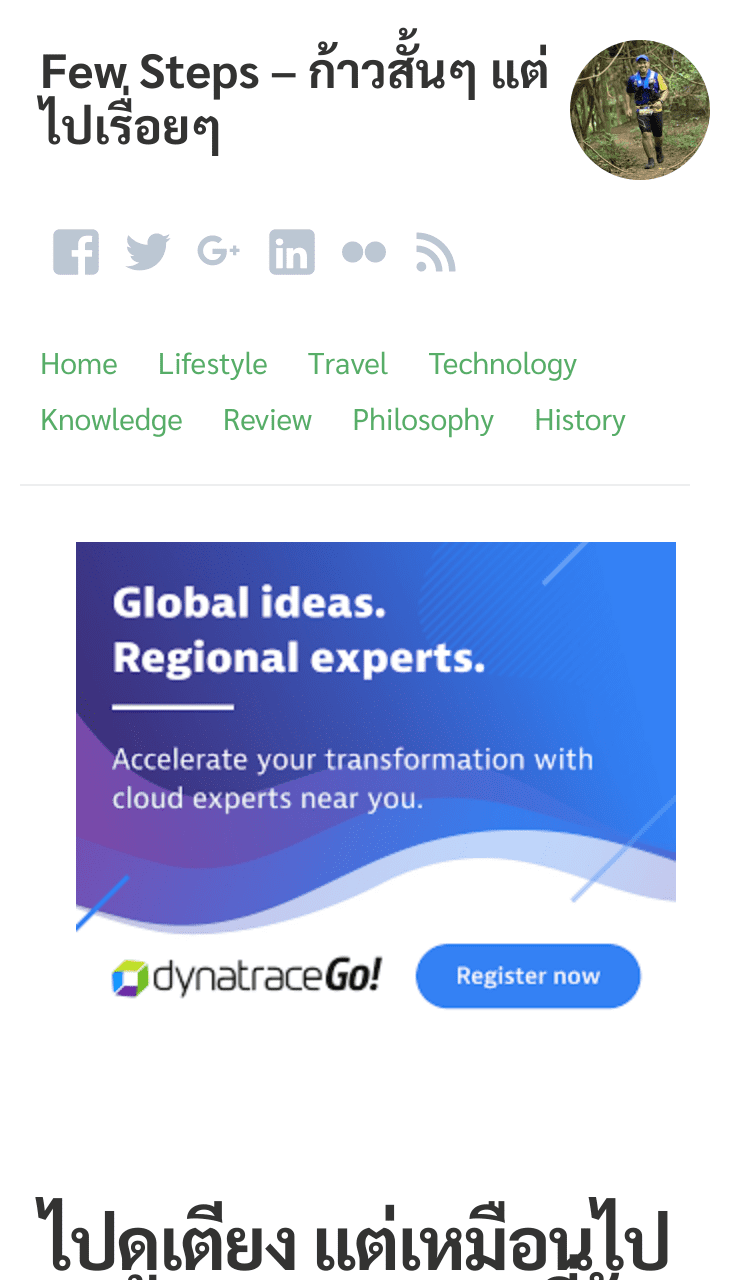 Few Steps – ก้าวสั้นๆ แต่
ไปเรื่อยๆ
Home Lifestyle Travel Technology
Knowledge Review Philosophy History
Global ideas.
Regional experts.
Accelerate your transformation with
cloud experts near you.
dynatrace Go!
Register now
ไปดูเตียง แต่เหมือนไป